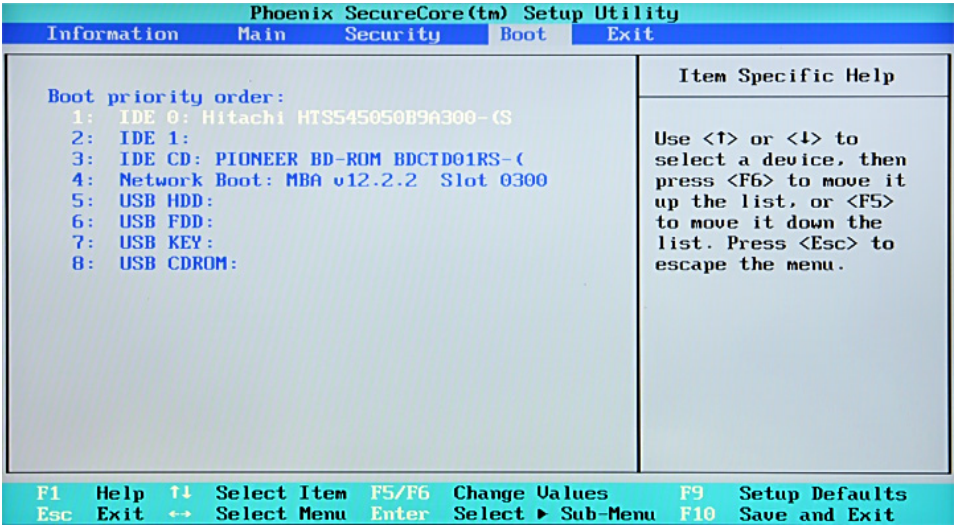 Phoenix SecureCore(tm) Setup Utility
Information Main Security Boot Exit
Item Specific Help
Boot priority order:
1: IDE 0: Hitachi HTS545050B9A300-(S
2: IDE 1:
3: IDE CD: PIONEER BD-ROM BDCTD01RS-(
4: Network Boot: MBA v12.2.2 Slot 0300
5: USB HDD:
6: USB FDD:
7: USB KEY:
8: USB CDROM:
Use <↑> or <↓> to
select a device, then
press <F6> to move it
up the list, or <F5>
to move it down the
list. Press <Esc> to
escape the menu.
F1 Help ↑↓ Select Item F5/F6 Change Values F9 Setup Defaults
Esc Exit ↔ Select Menu Enter Select ▶ Sub-Menu F10 Save and Exit